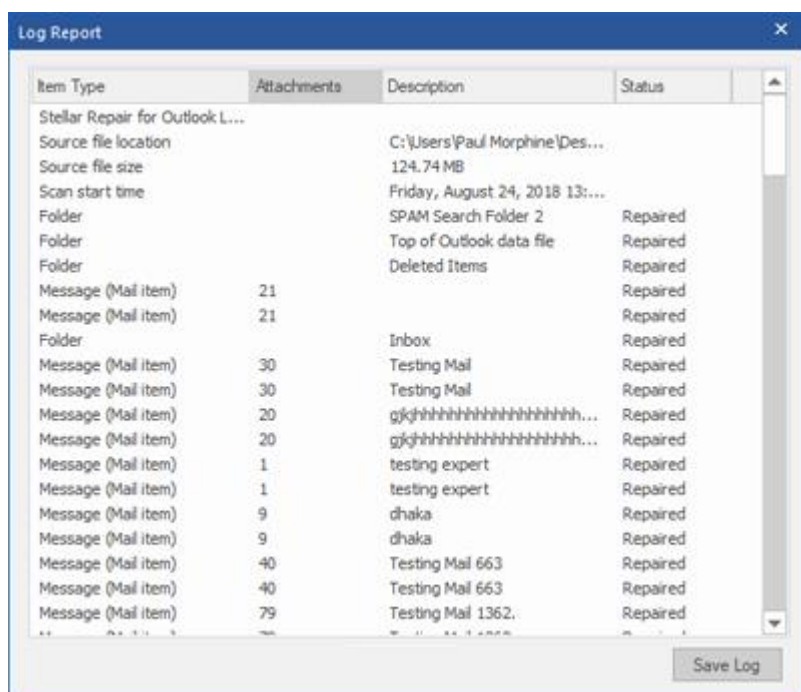 Log Report
Item Type Attachments Description Status
Stellar Repair for Outlook L...
Source file location C:\Users\Paul Morphine\Des...
Source file size 124.74 MB
Scan start time Friday, August 24, 2018 13:...
Folder SPAM Search Folder 2 Repaired
Folder Top of Outlook data file Repaired
Folder Deleted Items Repaired
Message (Mail item) 21 Repaired
Message (Mail item) 21 Repaired
Folder Inbox Repaired
Message (Mail item) 30 Testing Mail Repaired
Message (Mail item) 30 Testing Mail Repaired
Message (Mail item) 20 Repaired
Message (Mail item) 20 Repaired
Message (Mail item) 1 testing expert Repaired
Message (Mail item) 1 testing expert Repaired
Message (Mail item) 9 dhaka Repaired
Message (Mail item) 9 dhaka Repaired
Message (Mail item) 40 Testing Mail 663 Repaired
Message (Mail item) 40 Testing Mail 663 Repaired
Message (Mail item) 79 Testing Mail 1362. Repaired
Save Log